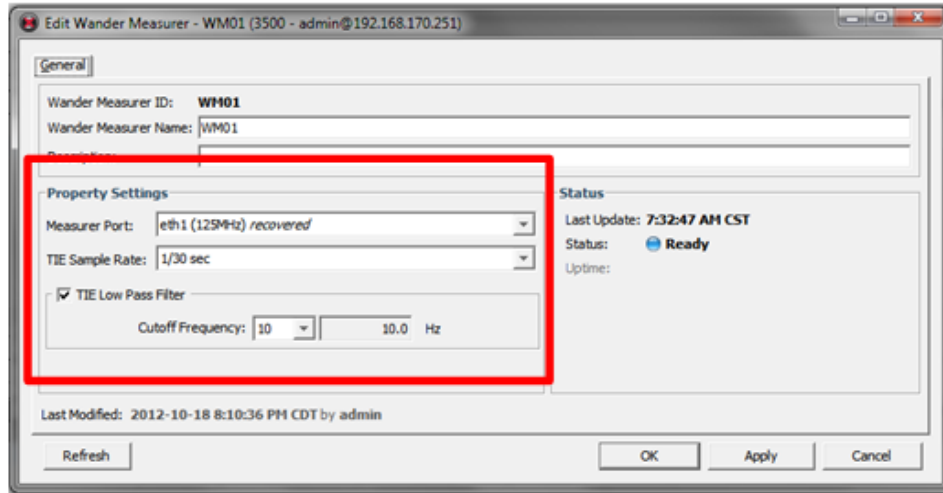 Edit Wander Measurer - WM01 (3500 - admin@192.168.170.251)
General
Wander Measurer ID: WM01
Wander Measurer Name: WM01
Property Settings
Measurer Port: eth1 (125MHz) recovered
TIE Sample Rate: 1/30 sec
TIE Low Pass Filter
Cutoff Frequency: 10 10.0 Hz
Status
Last Update: 7:32:47 AM CST
Status: Ready
Uptime:
Last Modified: 2012-10-18 8:10:36 PM CDT by admin
Refresh OK Apply Cancel